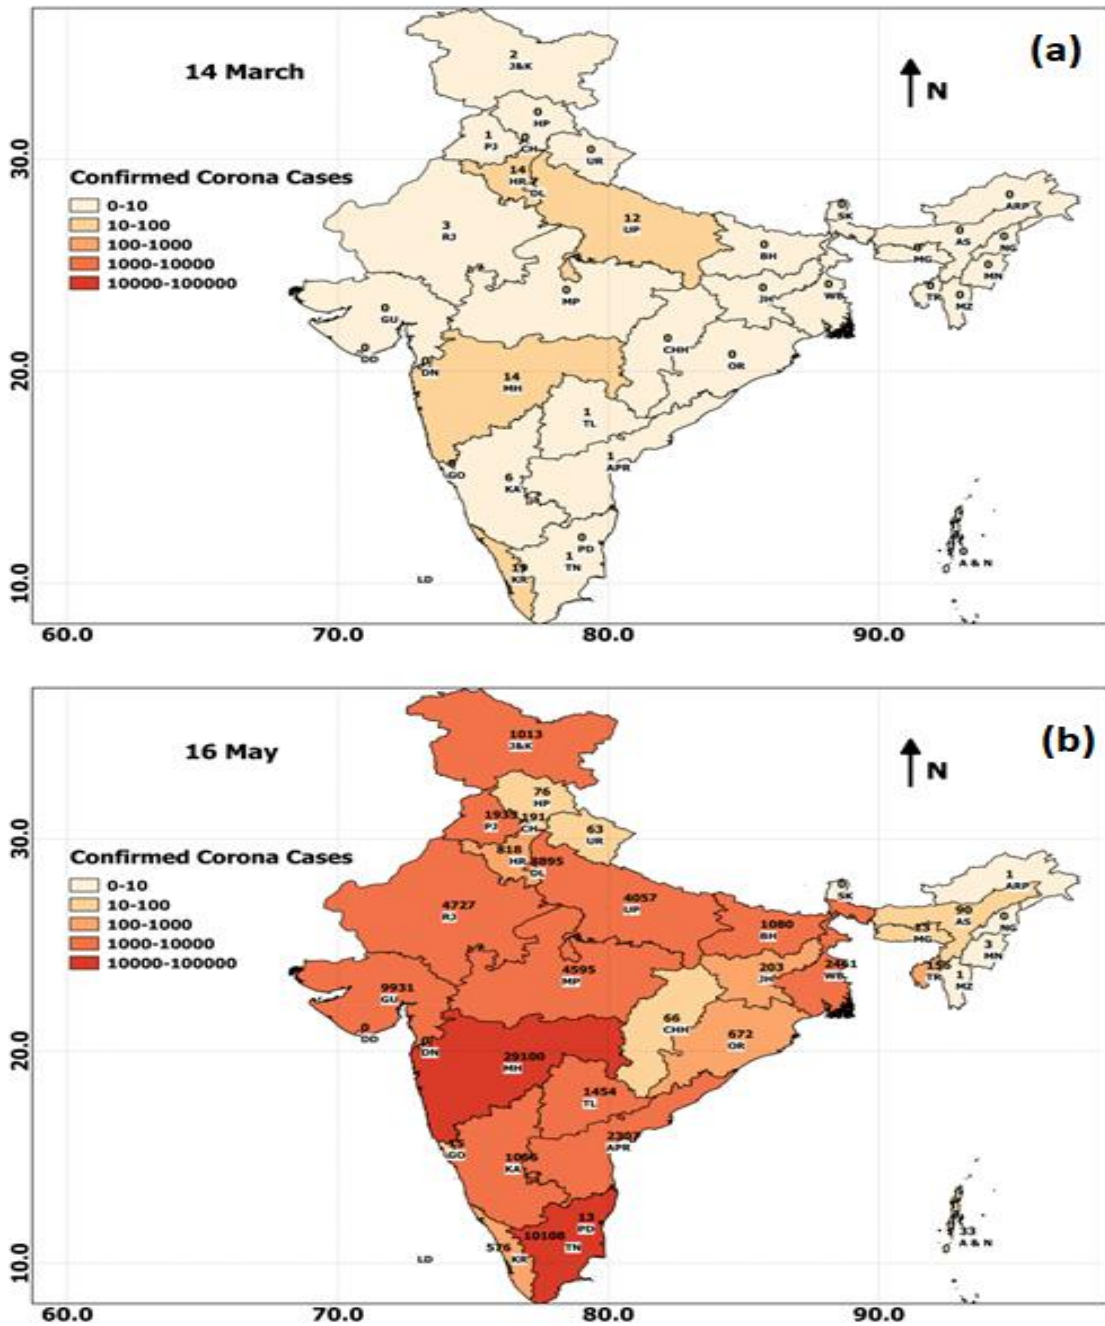 (a)
14 March
N
Confirmed Corona Cases
0-10
10-100
100-1000
1000-10000
10000-100000
2
J&K
0
HP
1
PJ
0
CH
0
UR
14
HR
DL
3
RJ
12
UP
0
SK
0
ARP
0
AS
0
NG
0
BH
0
MG
0
MN
0
MP
0
JH
0
WB
0
TR
0
MZ
0
GU
0
CHH
0
OR
0
DD
0
DN
14
MH
1
TL
GO
6
KA
1
APR
0
PD
1
TN
KR
LD
0
A & N
30.0
20.0
10.0
60.0
70.0
80.0
90.0
(b)
16 May
N
Confirmed Corona Cases
0-10
10-100
100-1000
1000-10000
10000-100000
1013
J&K
76
HP
PJ
191
CH
63
UR
818
HR
DL
4727
RJ
4057
UP
0
SK
1
ARP
90
AS
0
NG
1080
BH
MG
3
MN
4595
MP
203
JH
2461
WB
TR
1
MZ
9931
GU
66
CHH
672
OR
0
DD
DN
29100
MH
1454
TL
GO
KA
2307
APR
13
PD
10108
TN
576
KR
LD
33
A & N
30.0
20.0
10.0
60.0
70.0
80.0
90.0